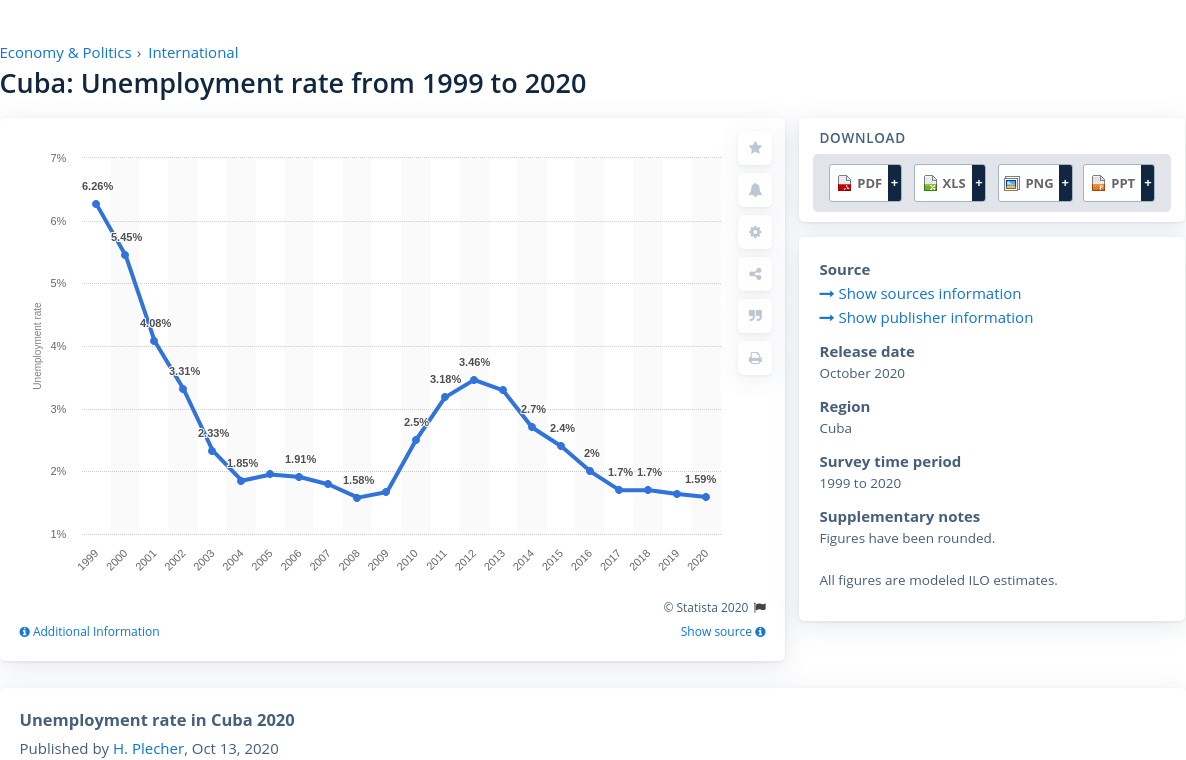 Economy & Politics › International
Cuba: Unemployment rate from 1999 to 2020
7%
6%
5%
4%
3%
2%
1%
Unemployment rate
6.26%
5.45%
4.08%
3.31%
2.33%
1.85%
1.91%
1.58%
2.5%
3.18%
3.46%
2.7%
2.4%
2%
1.7%
1.7%
1.59%
1999
2000
2001
2002
2003
2004
2005
2006
2007
2008
2009
2010
2011
2012
2013
2014
2015
2016
2017
2018
2019
2020
© Statista 2020
Additional Information
Show source
DOWNLOAD
PDF +
XLS +
PNG +
PPT +
Source
Show sources information
Show publisher information
Release date
October 2020
Region
Cuba
Survey time period
1999 to 2020
Supplementary notes
Figures have been rounded.
All figures are modeled ILO estimates.
Unemployment rate in Cuba 2020
Published by H. Plecher, Oct 13, 2020